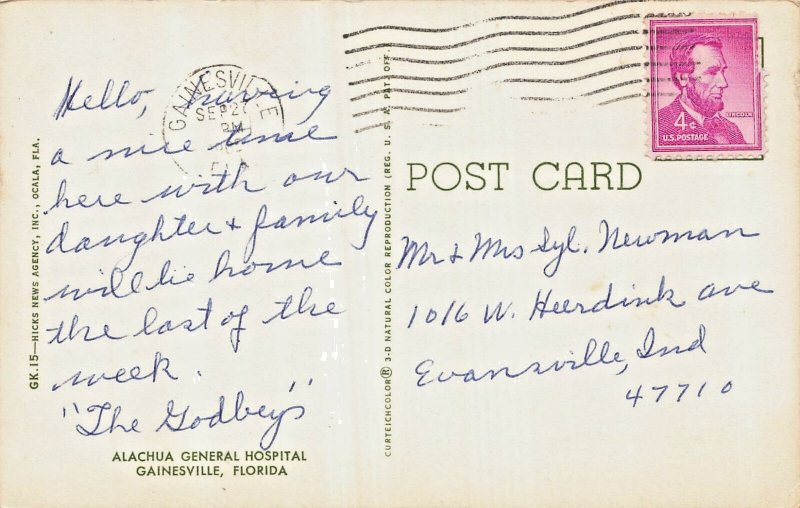 Hello, having
a nice time
here with our
daughter & family
will be home
the last of the
week.
"The Godbey's"
ALACHUA GENERAL HOSPITAL
GAINESVILLE, FLORIDA
GK.15—HICKS NEWS AGENCY, INC., OCALA, FLA.
GAINESVILLE
SEP 2
PM
FLA
CURTEICHCOLOR® 3-D NATURAL COLOR REPRODUCTION (REG. U. S. A. PAT. OFF.
POST CARD
LINCOLN
4¢
U.S. POSTAGE
Mr & Mrs Syl. Newman
1016 W. Heerdink ave
Evansville, Ind
47710